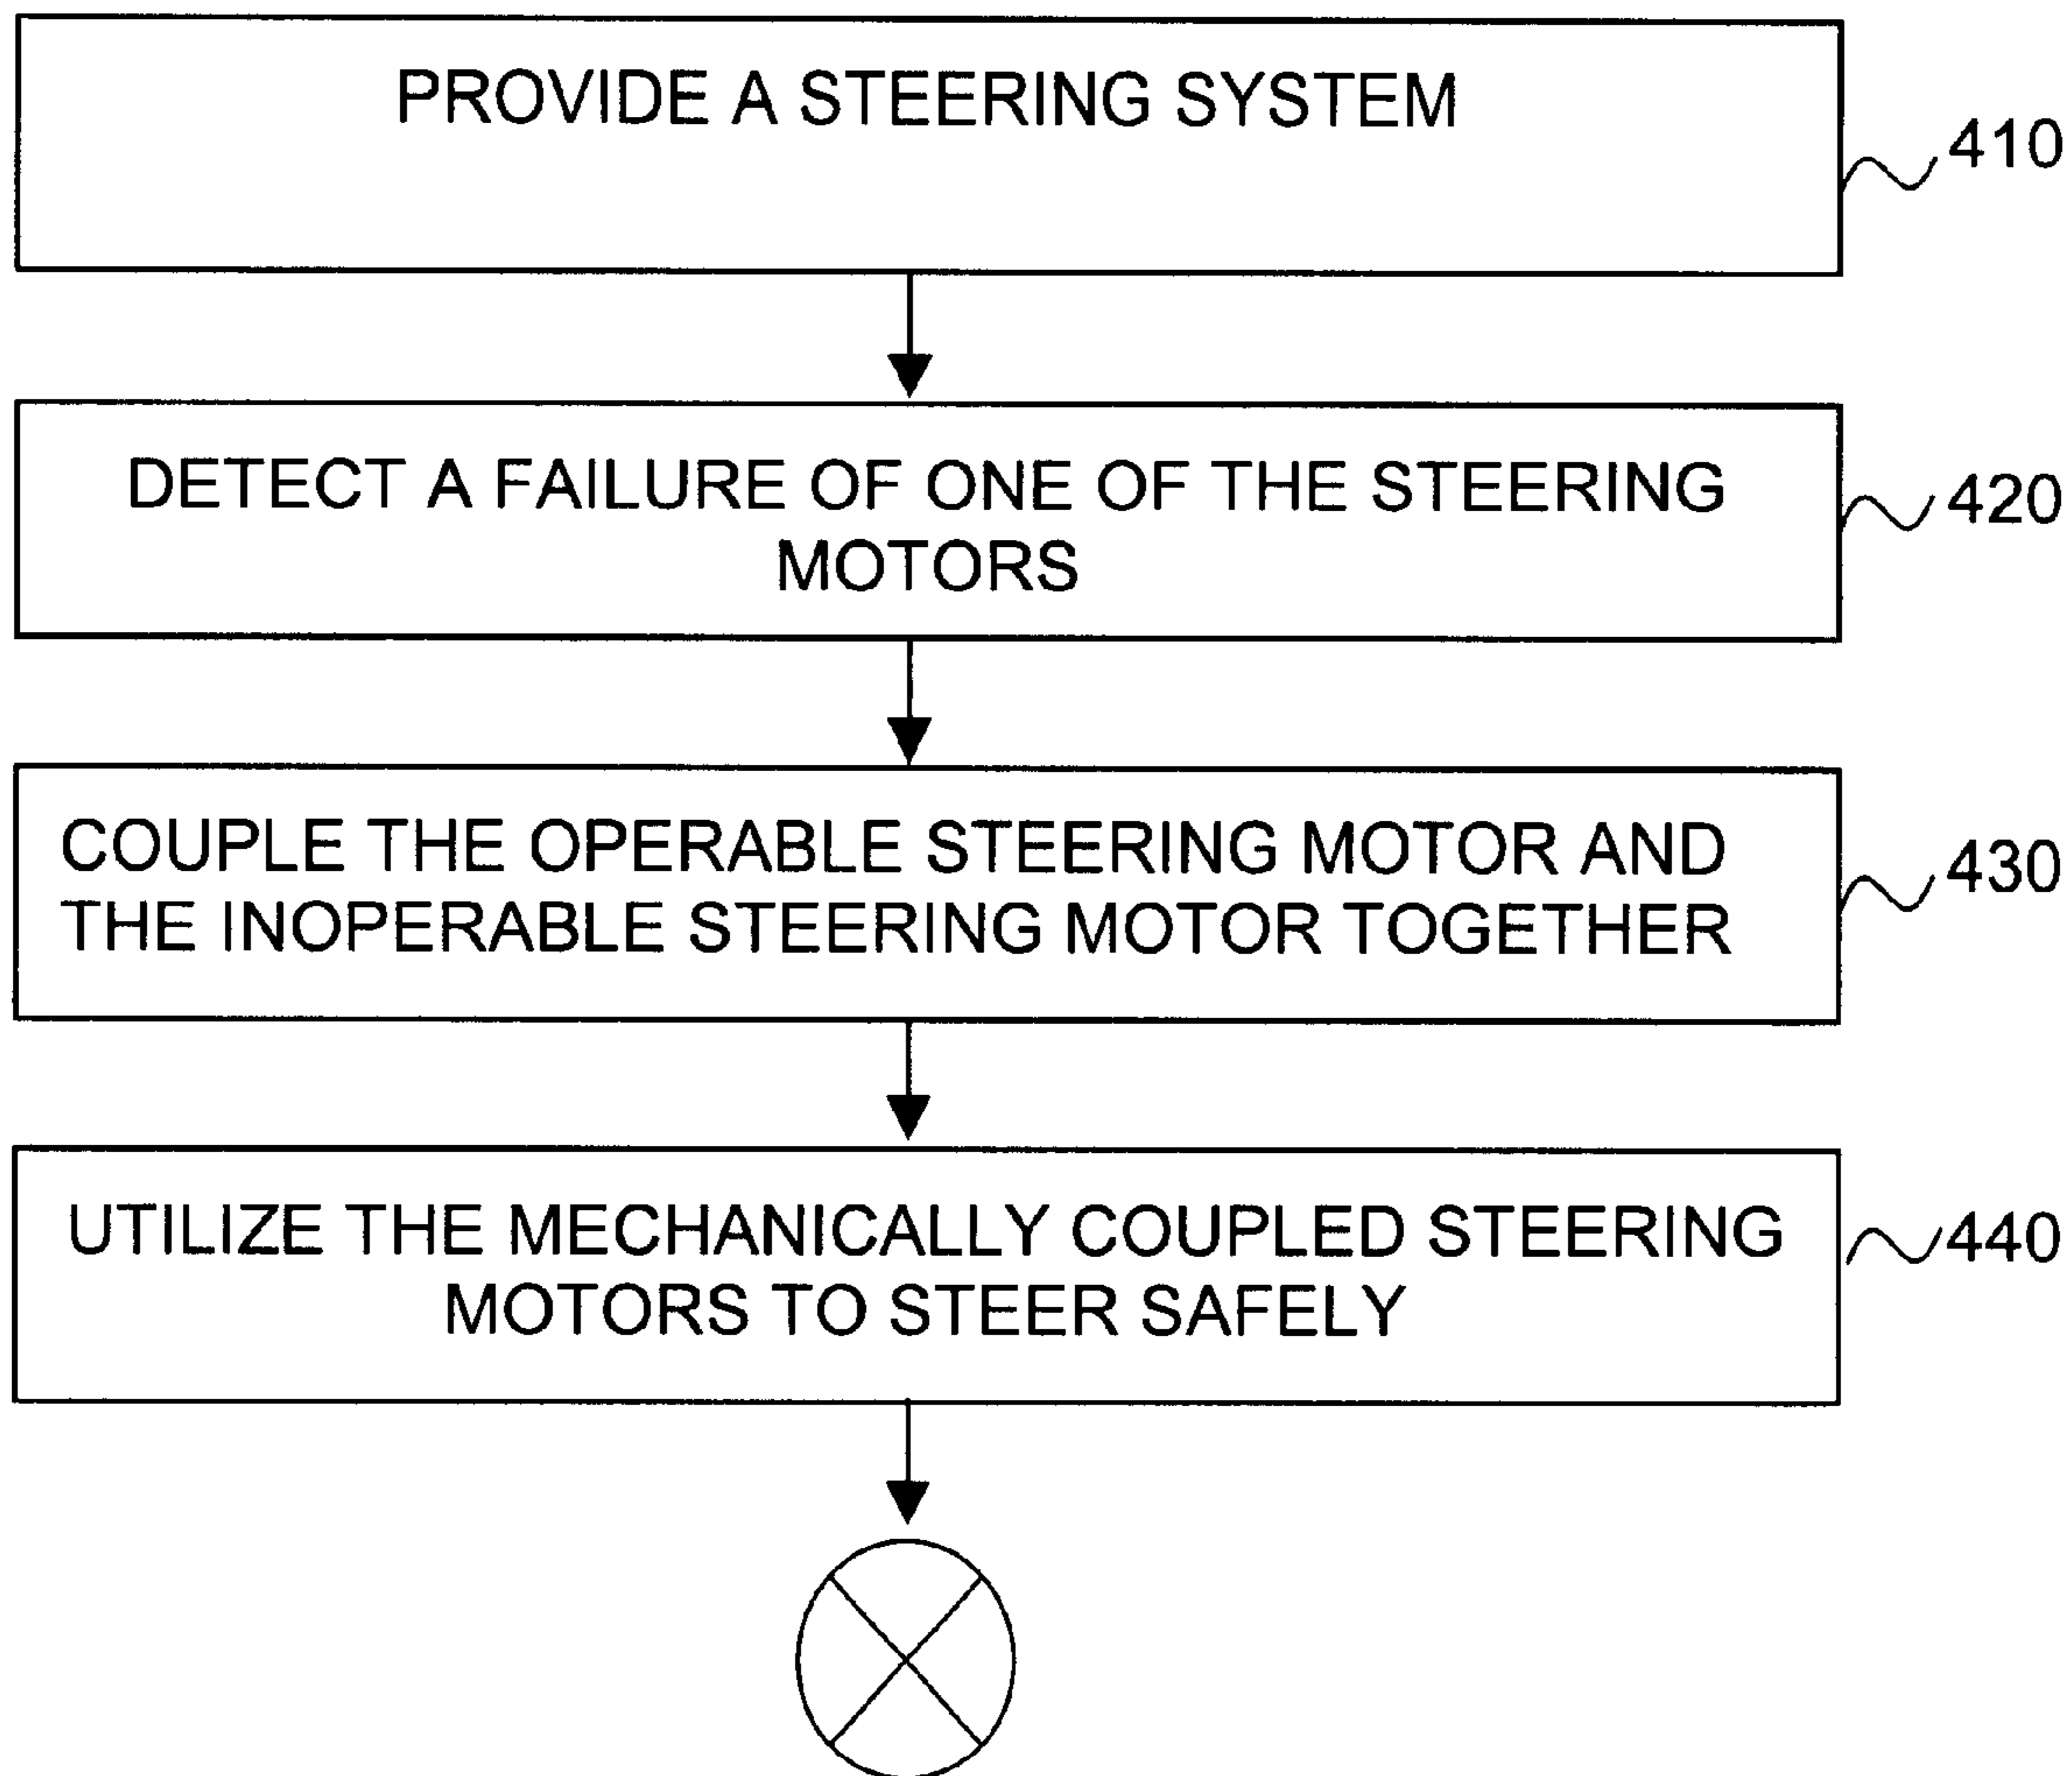 PROVIDE A STEERING SYSTEM
410
DETECT A FAILURE OF ONE OF THE STEERING
MOTORS
420
COUPLE THE OPERABLE STEERING MOTOR AND
THE INOPERABLE STEERING MOTOR TOGETHER
430
UTILIZE THE MECHANICALLY COUPLED STEERING
MOTORS TO STEER SAFELY
440